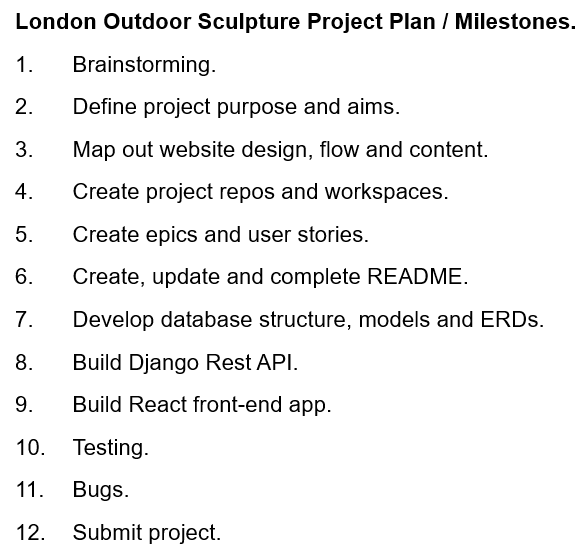 London Outdoor Sculpture Project Plan / Milestones.
1. Brainstorming.
2. Define project purpose and aims.
3. Map out website design, flow and content.
4. Create project repos and workspaces.
5. Create epics and user stories.
6. Create, update and complete README.
7. Develop database structure, models and ERDs.
8. Build Django Rest API.
9. Build React front-end app.
10. Testing.
11. Bugs.
12. Submit project.